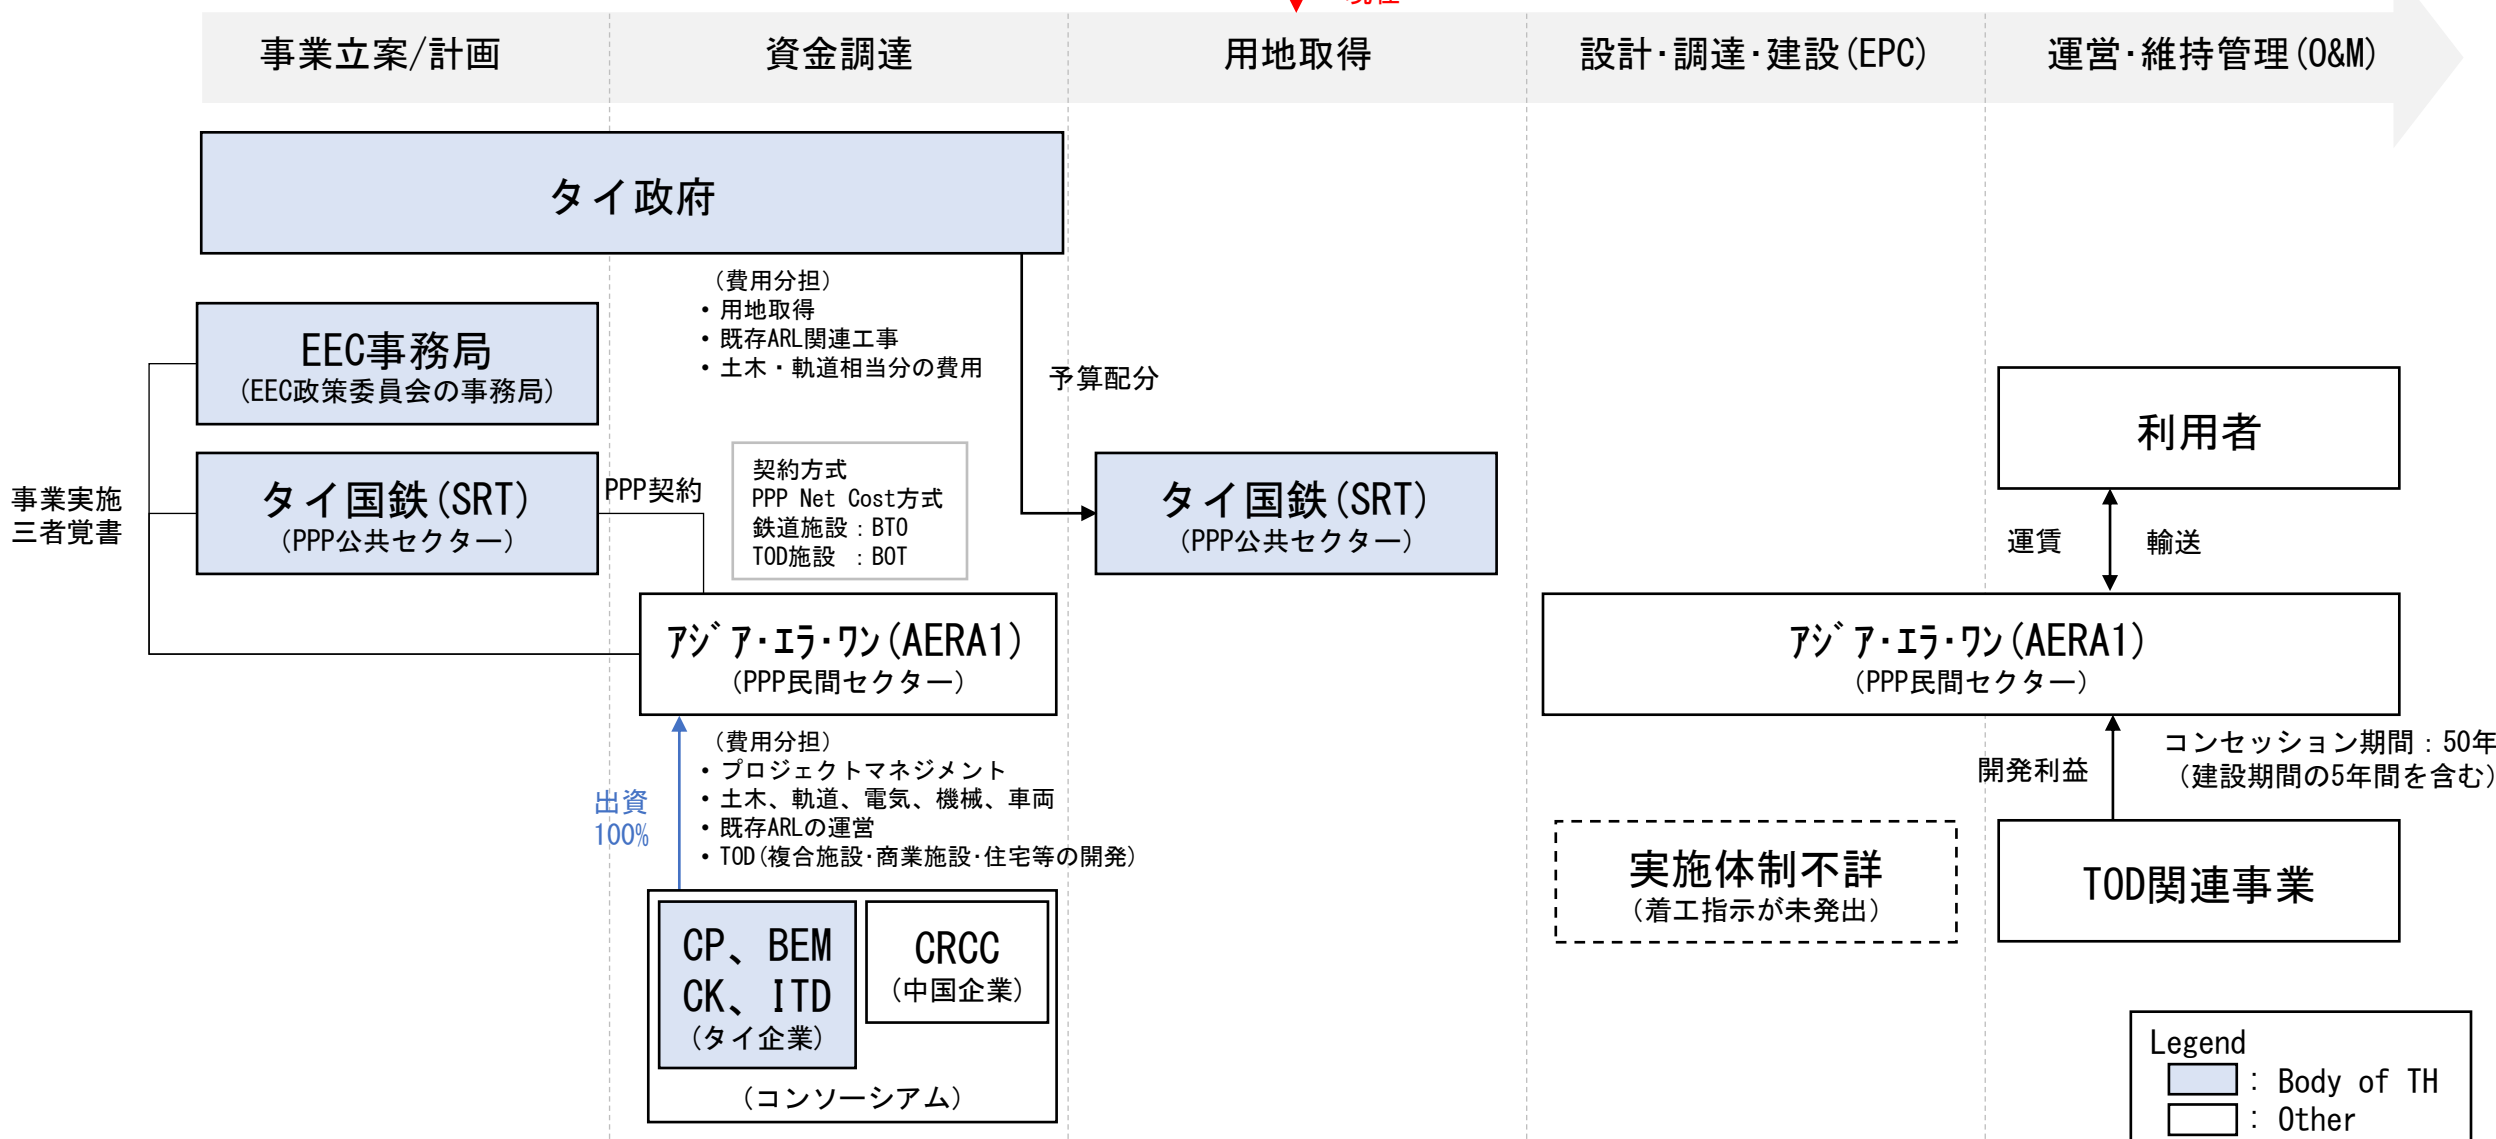 現在
事業立案/計画
資金調達
用地取得
設計・調達・建設(EPC)
運営・維持管理(O&M)
タイ政府
(費用分担)
・用地取得
・既存ARL関連工事
・土木・軌道相当分の費用
予算配分
EEC事務局
(EEC政策委員会の事務局)
タイ国鉄(SRT)
(PPP公共セクター)
事業実施
三者覚書
PPP契約
契約方式
PPP Net Cost方式
鉄道施設：BTO
TOD施設 ：BOT
タイ国鉄(SRT)
(PPP公共セクター)
利用者
運賃
輸送
ｱｼﾞｱ・ｴﾗ・ﾜﾝ(AERA1)
(PPP民間セクター)
ｱｼﾞｱ・ｴﾗ・ﾜﾝ(AERA1)
(PPP民間セクター)
(費用分担)
・プロジェクトマネジメント
・土木、軌道、電気、機械、車両
・既存ARLの運営
・TOD(複合施設・商業施設・住宅等の開発)
出資
100%
開発利益
コンセッション期間：50年
(建設期間の5年間を含む)
実施体制不詳
(着工指示が未発出)
TOD関連事業
CP、BEM
CK、ITD
(タイ企業)
CRCC
(中国企業)
(コンソーシアム)
Legend
：Body of TH
：Other